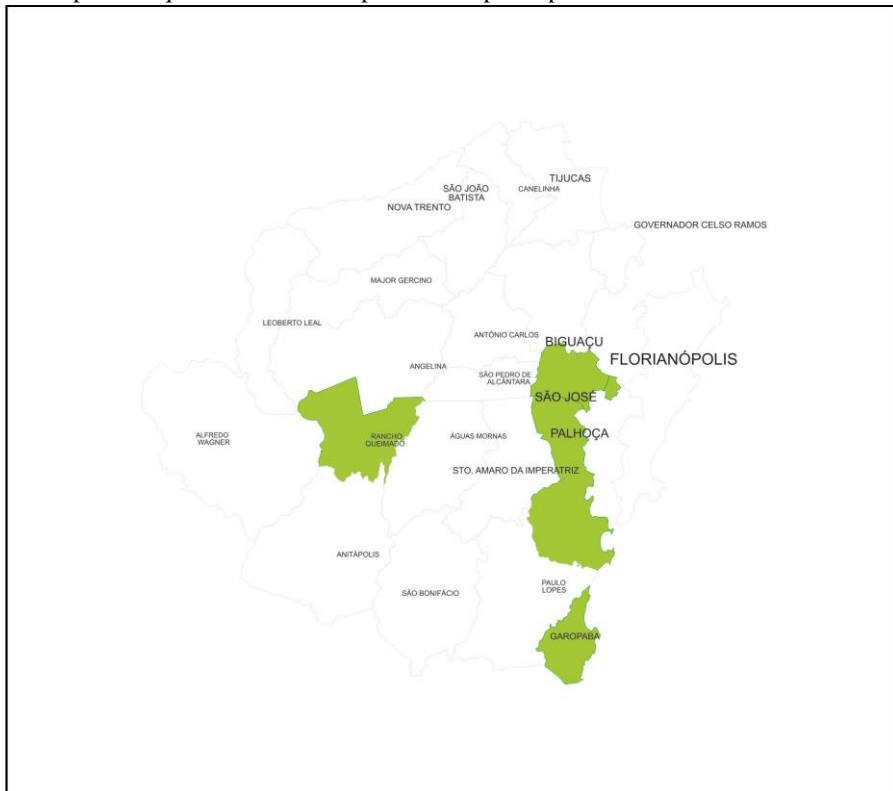 TIJUCAS
SÃO JOÃO
BATISTA
CANELINHA
NOVA TRENTO
GOVERNADOR CELSO RAMOS
MAJOR GERCINO
LEOBERTO LEAL
ANTÔNIO CARLOS
BIGUAÇU
FLORIANÓPOLIS
ANGELINA
SÃO PEDRO DE
ALCÂNTARA
SÃO JOSÉ
ALFREDO
WAGNER
RANCHO
QUEIMADO
ÁGUAS MORNAS
PALHOÇA
STO. AMARO DA IMPERATRIZ
ANITÁPOLIS
SÃO BONIFÁCIO
PAULO
LOPES
GAROPABA